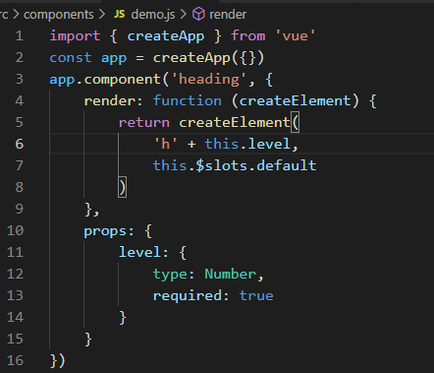 rc > components > JS demo.js > render
1 import { createApp } from 'vue'
2 const app = createApp({})
3 app.component('heading', {
4     render: function (createElement) {
5         return createElement(
6             'h' + this.level,
7             this.$slots.default
8         )
9     },
10     props: {
11         level: {
12             type: Number,
13             required: true
14         }
15     }
16 })